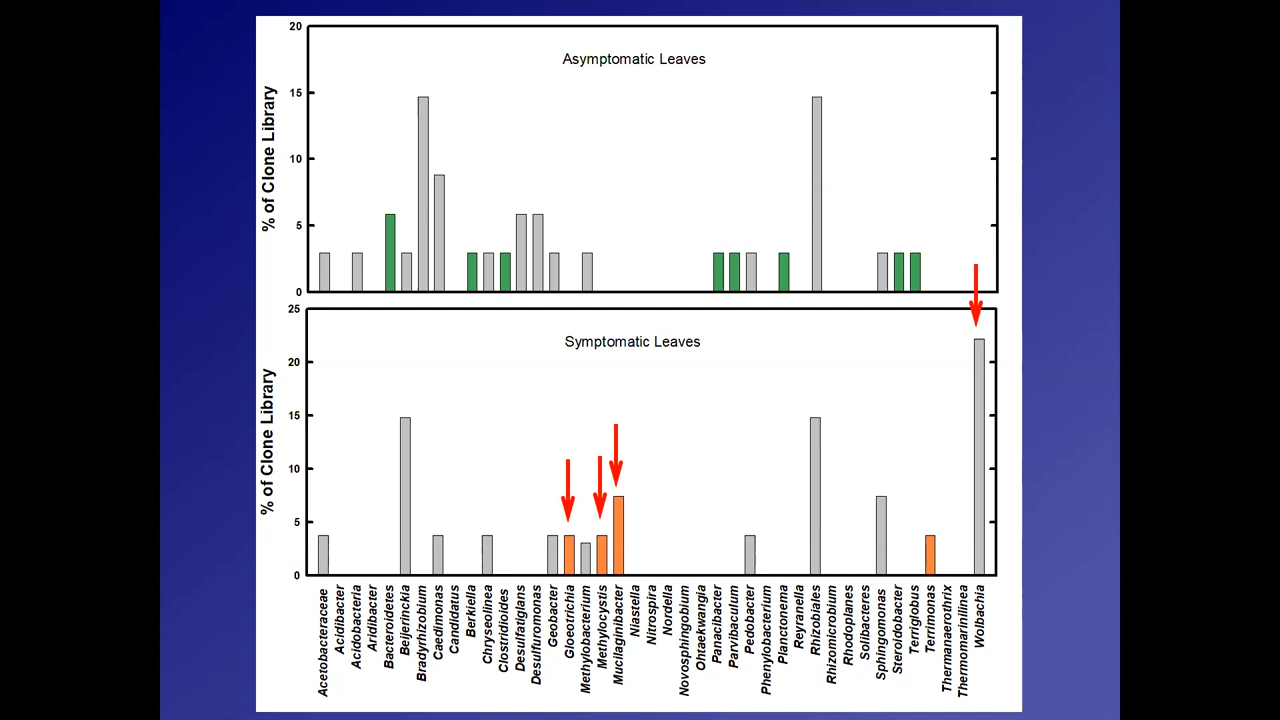 20
15
10
5
0
% of Clone Library
Asymptomatic Leaves
25
20
15
10
5
0
% of Clone Library
Symptomatic Leaves
Acetobacteraceae
Acidibacter
Acidobacteria
Aridibacter
Bacteroidetes
Beijerinckia
Bradyrhizobium
Caedimonas
Candidatus
Berkiella
Chryseolinea
Clostridioides
Desulfatiglans
Desulfuromonas
Geobacter
Gloeotrichia
Methylobacterium
Methylocystis
Mucilaginibacter
Niastella
Nitrospira
Nordella
Novosphingobium
Ohtaekwangia
Panacibacter
Parvibaculum
Pedobacter
Phenylobacterium
Planctonema
Reyranella
Rhizobiales
Rhizomicrobium
Rhodoplanes
Solibacteres
Sphingomonas
Steroidobacter
Terriglobus
Terrimonas
Thermanaerothrix
Thermomarinilinea
Wolbachia